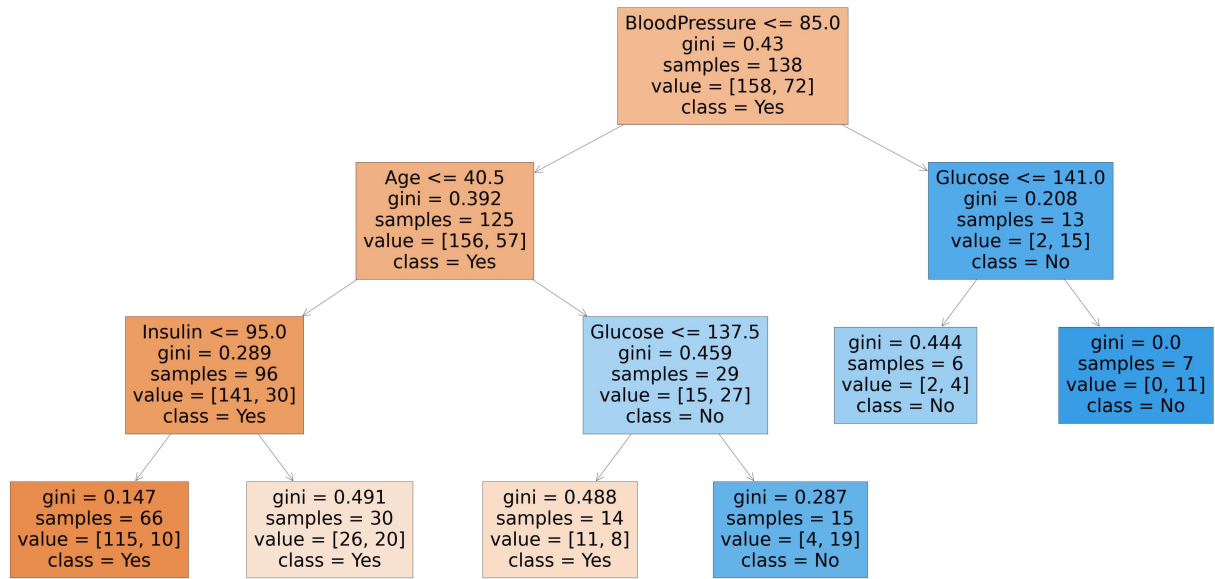 BloodPressure <= 85.0
gini = 0.43
samples = 138
value = [158, 72]
class = Yes
Age <= 40.5
gini = 0.392
samples = 125
value = [156, 57]
class = Yes
Glucose <= 141.0
gini = 0.208
samples = 13
value = [2, 15]
class = No
Insulin <= 95.0
gini = 0.289
samples = 96
value = [141, 30]
class = Yes
Glucose <= 137.5
gini = 0.459
samples = 29
value = [15, 27]
class = No
gini = 0.444
samples = 6
value = [2, 4]
class = No
gini = 0.0
samples = 7
value = [0, 11]
class = No
gini = 0.147
samples = 66
value = [115, 10]
class = Yes
gini = 0.491
samples = 30
value = [26, 20]
class = Yes
gini = 0.488
samples = 14
value = [11, 8]
class = Yes
gini = 0.287
samples = 15
value = [4, 19]
class = No